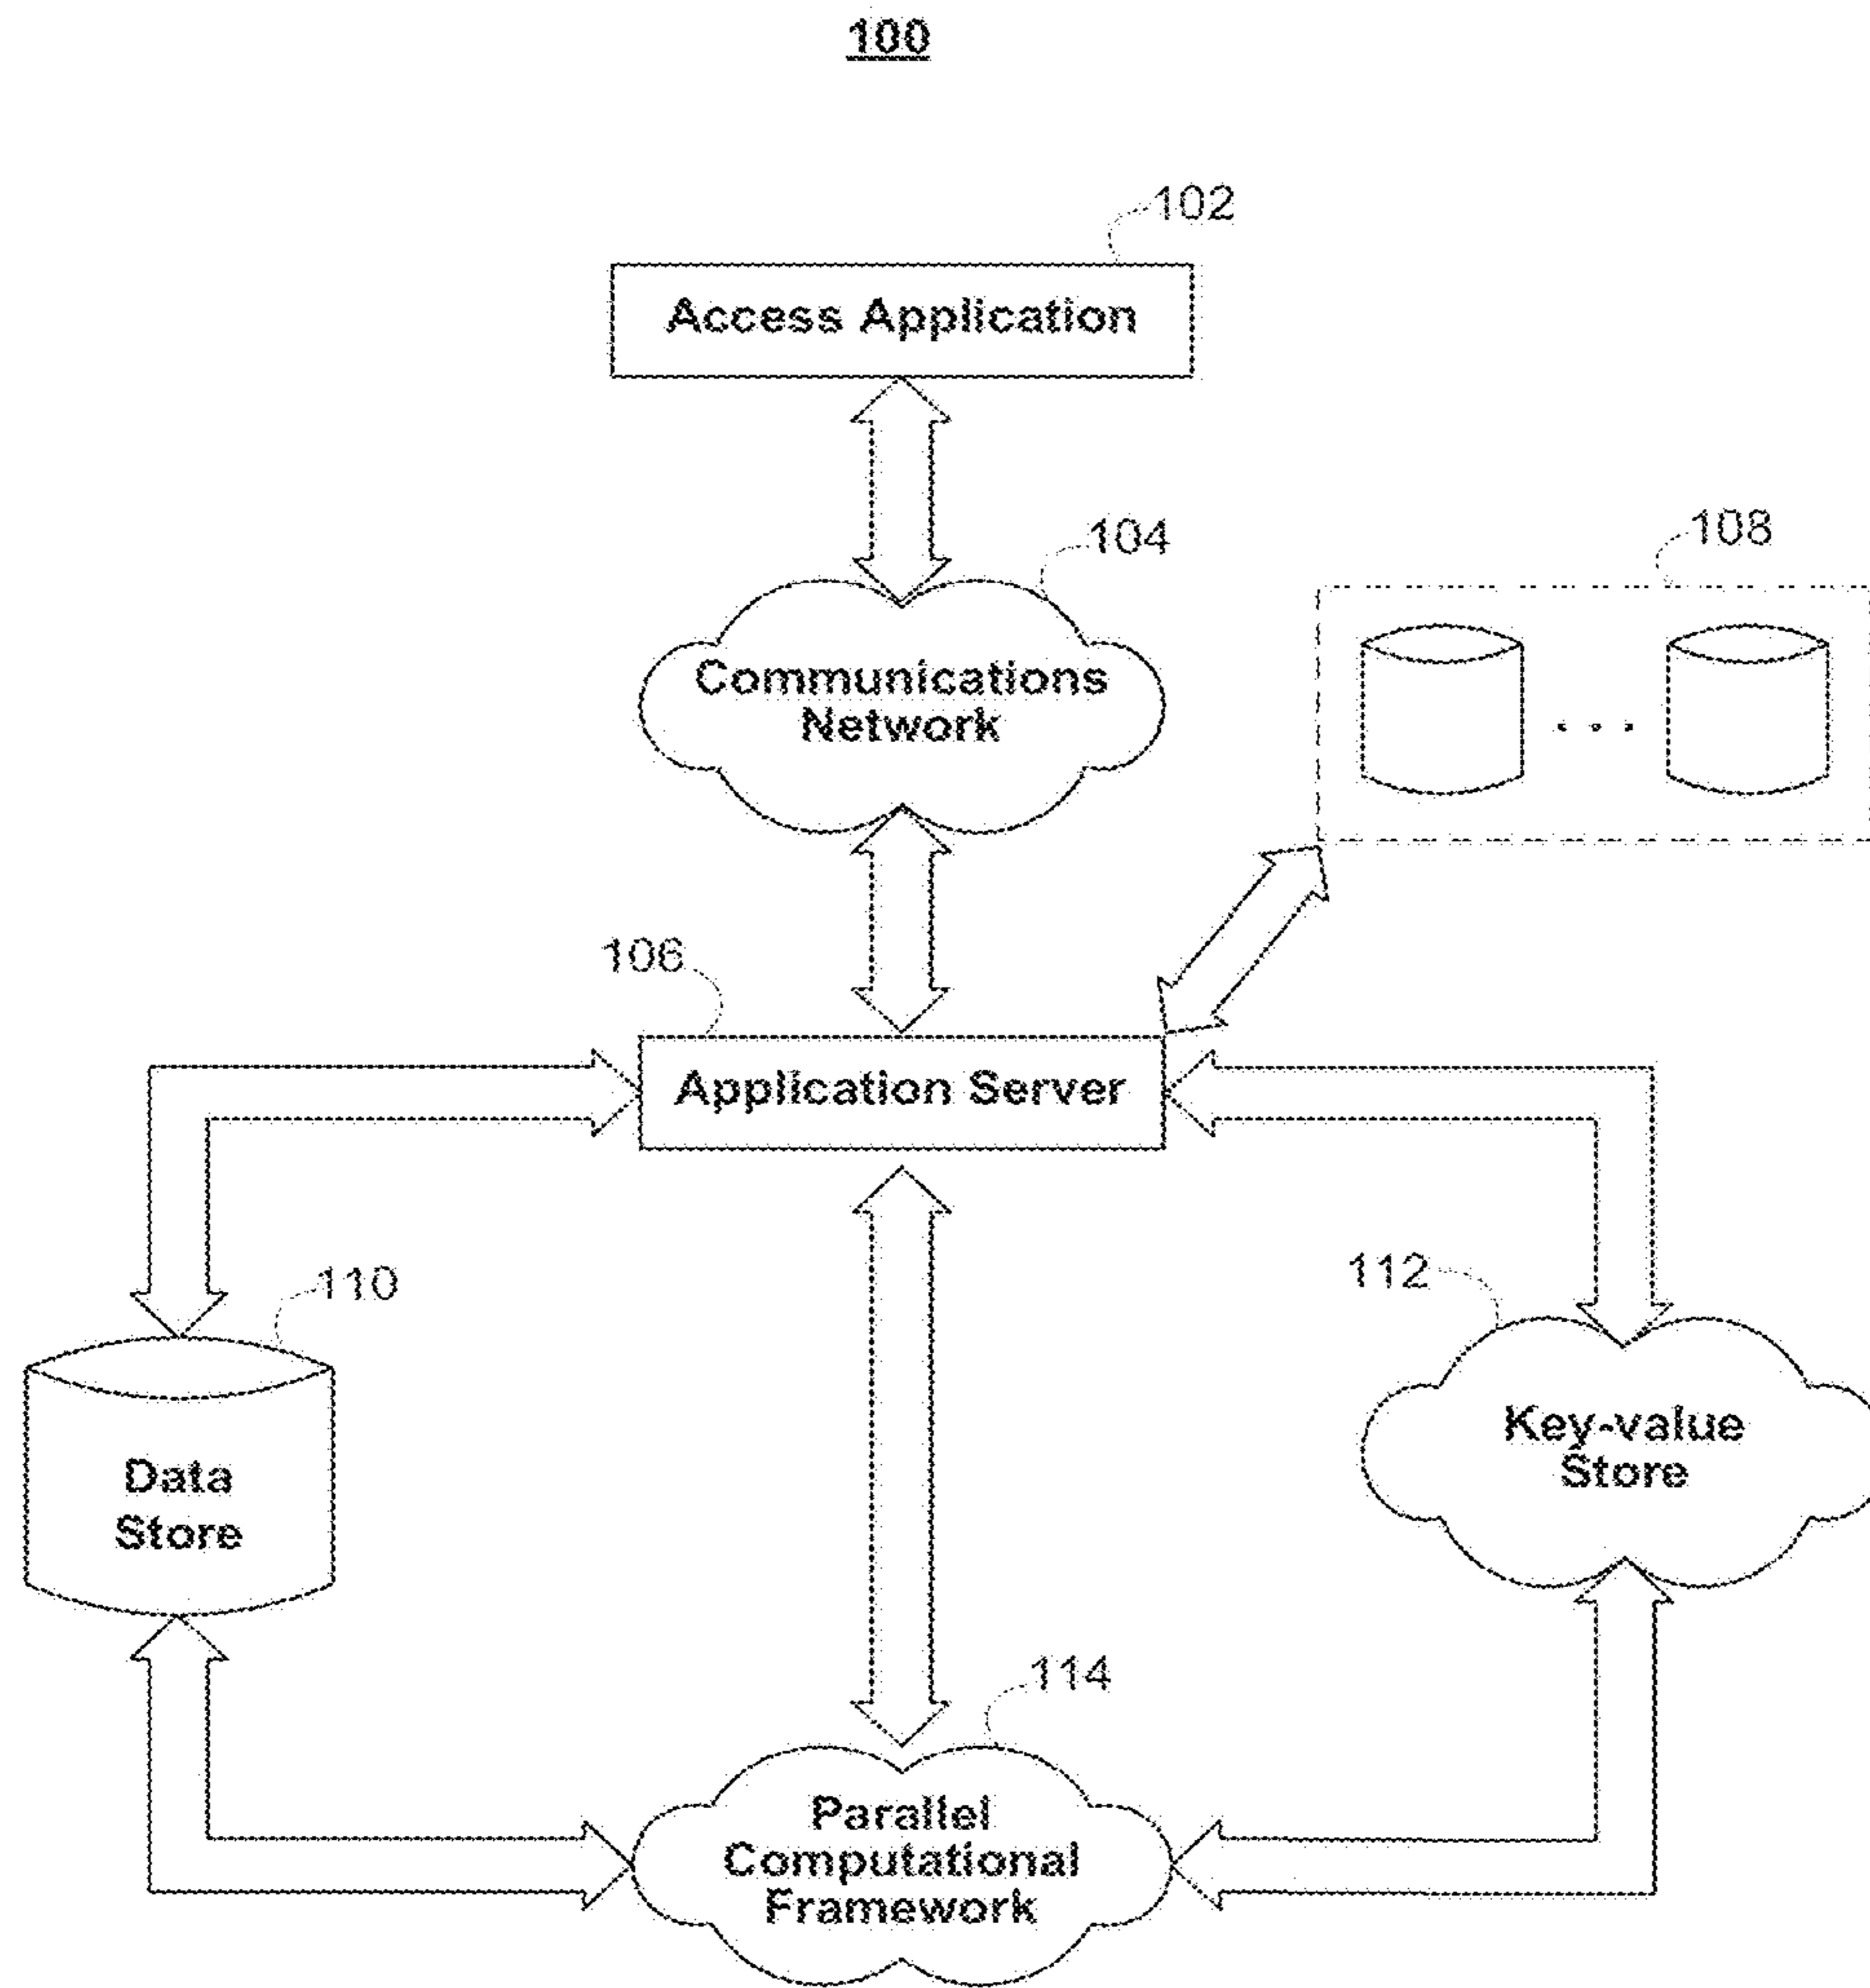 100
102
Access Application
104
108
Communications
Network
. . .
106
Application Server
110
112
Data
Store
Key-value
Store
114
Parallel
Computational
Framework